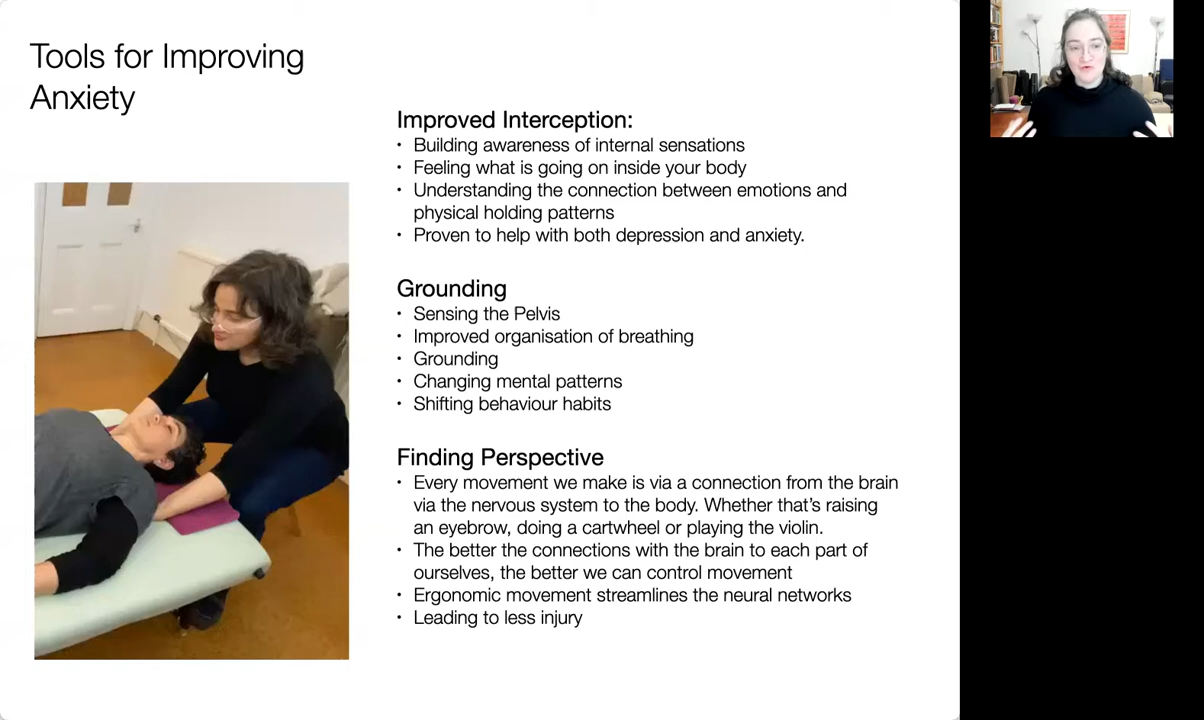 Tools for Improving
Anxiety
Improved Interception:
• Building awareness of internal sensations
• Feeling what is going on inside your body
• Understanding the connection between emotions and
physical holding patterns
• Proven to help with both depression and anxiety.
Grounding
• Sensing the Pelvis
• Improved organisation of breathing
• Grounding
• Changing mental patterns
• Shifting behaviour habits
Finding Perspective
• Every movement we make is via a connection from the brain
via the nervous system to the body. Whether that’s raising
an eyebrow, doing a cartwheel or playing the violin.
• The better the connections with the brain to each part of
ourselves, the better we can control movement
• Ergonomic movement streamlines the neural networks
• Leading to less injury